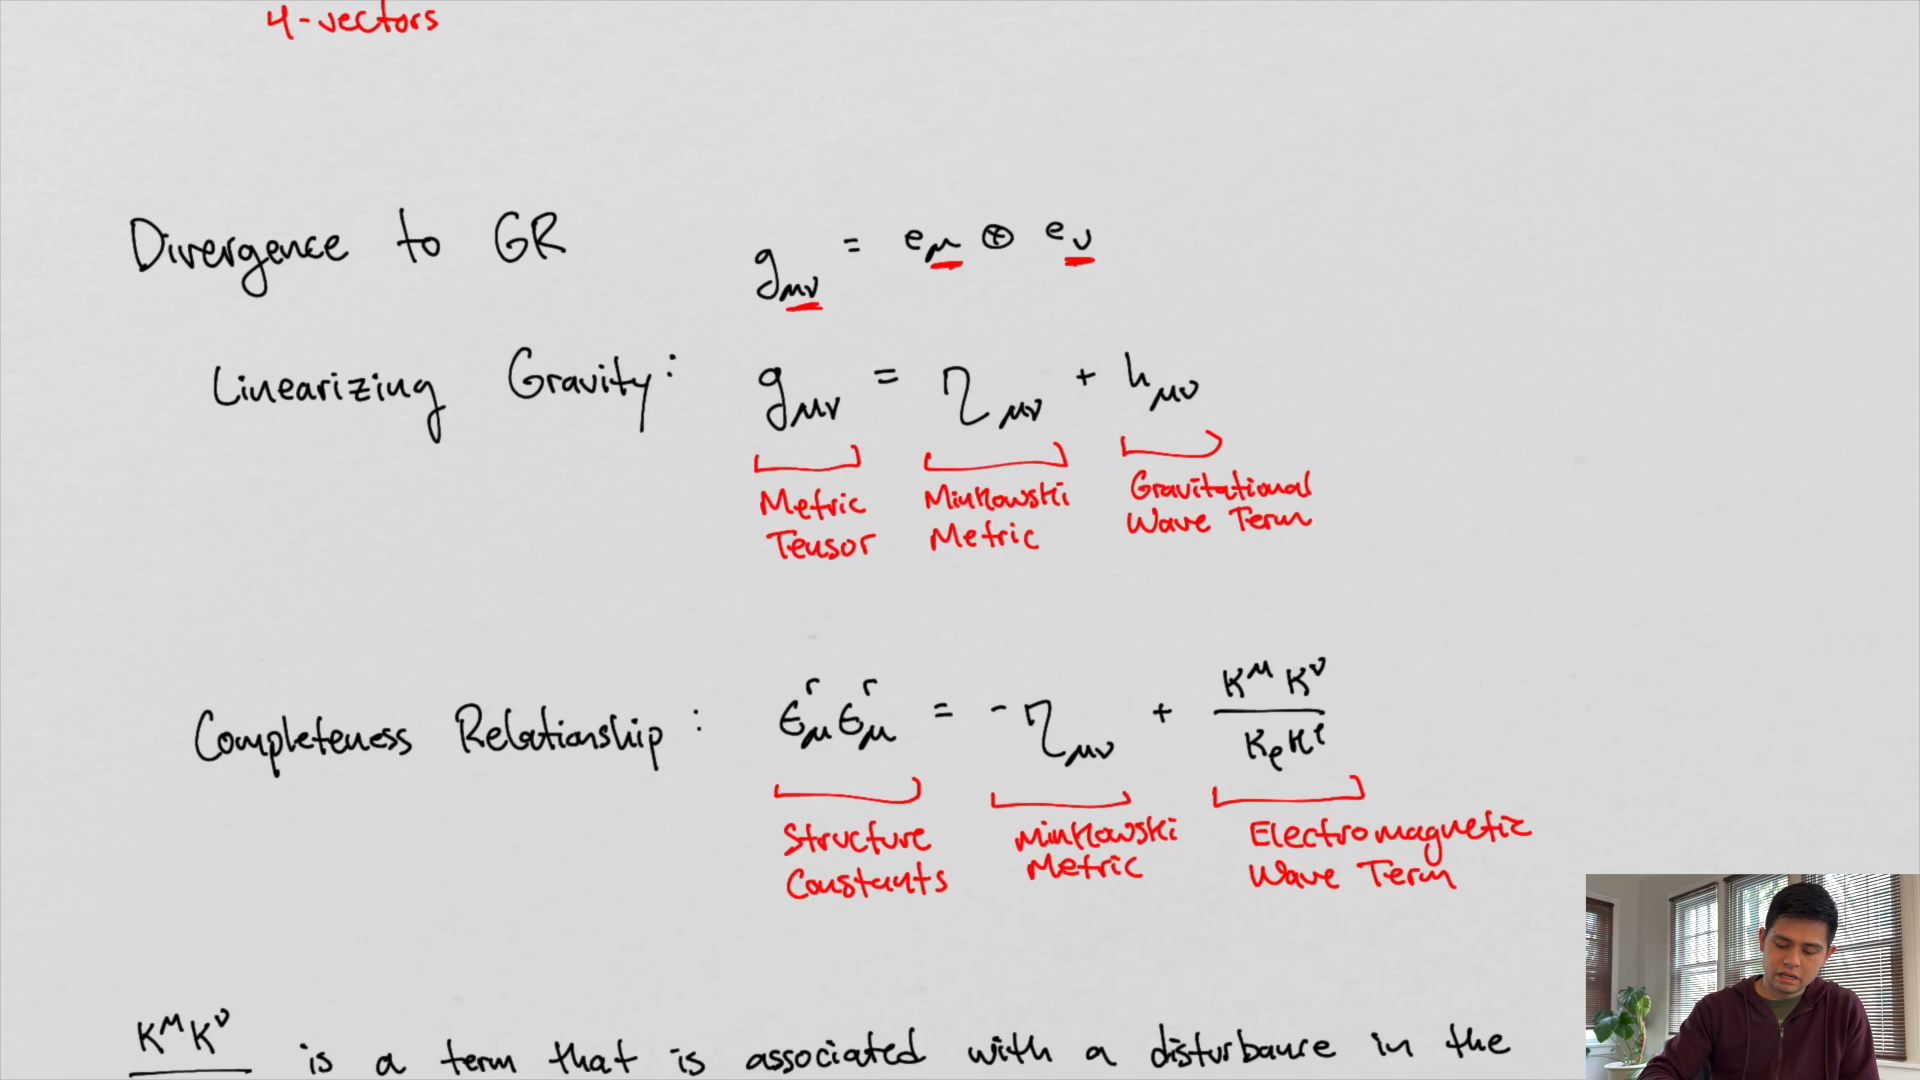 4-vectors
Divergence to GR
g_μν = e_μ ⊗ e_ν
Linearizing Gravity: g_μν = η_μν + h_μν
Metric Tensor
Minkowski Metric
Gravitational Wave Term
Completeness Relationship: ϵ^r_μ ϵ^r_μ = -η_μν + K^μ K^ν / K_ρ K^ρ
Structure Constants
Minkowski Metric
Electromagnetic Wave Term
K^μ K^ν is a term that is associated with a disturbance in the